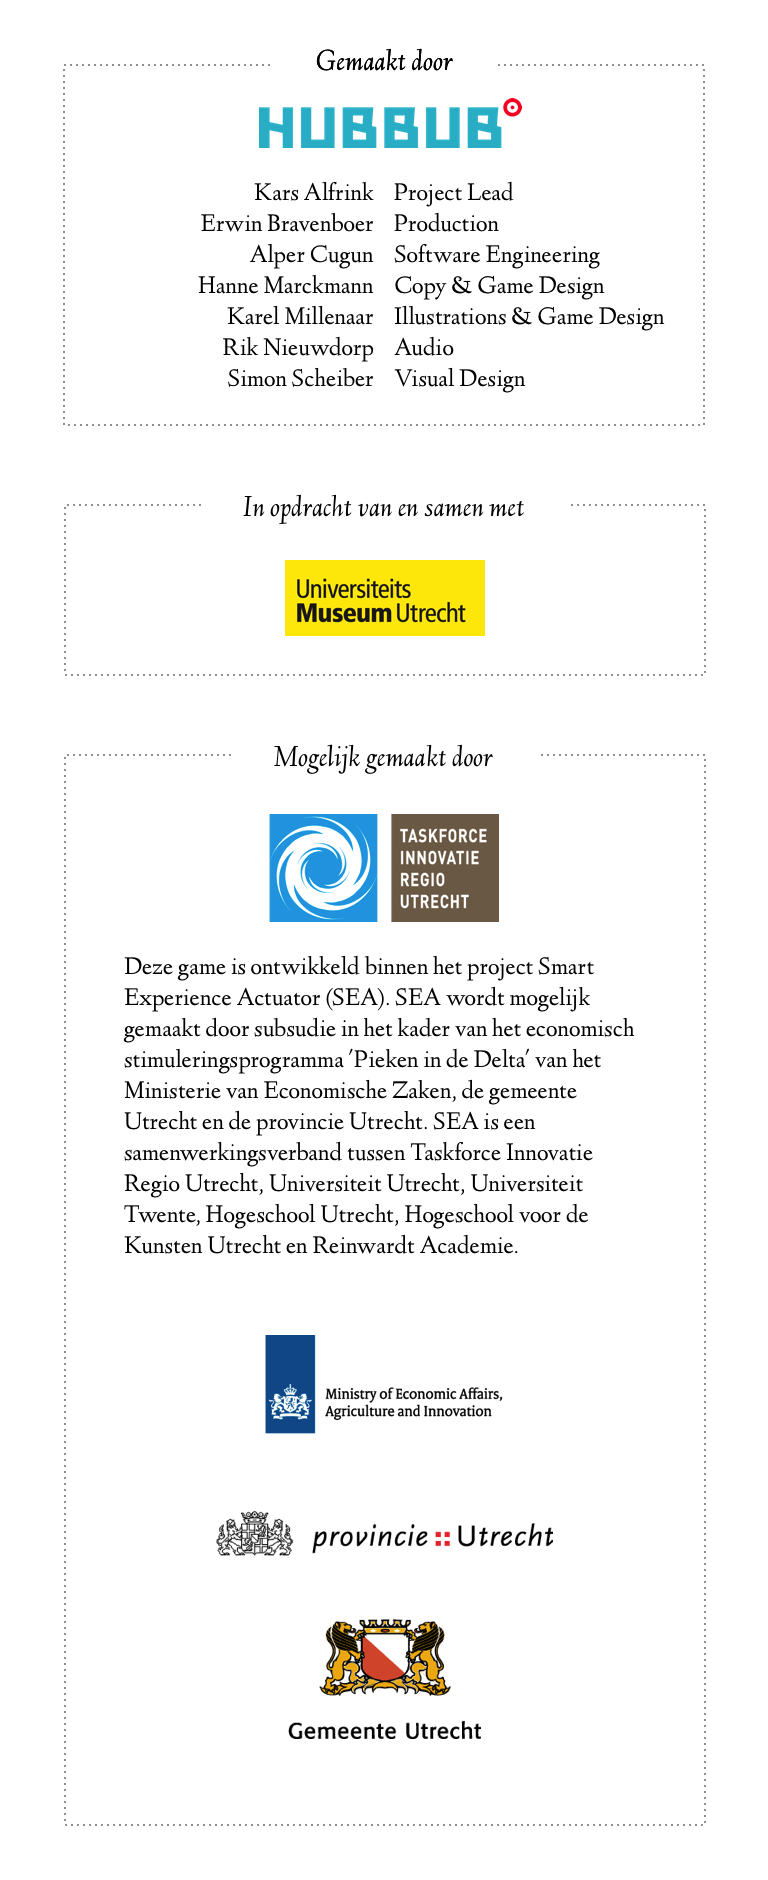 Gemaakt door
HUBBUB
Kars Alfrink Project Lead
Erwin Bravenboer Production
Alper Cugun Software Engineering
Hanne Marckmann Copy & Game Design
Karel Millenaar Illustrations & Game Design
Rik Nieuwdorp Audio
Simon Scheiber Visual Design
In opdracht van en samen met
Universiteits
Museum Utrecht
Mogelijk gemaakt door
TASKFORCE
INNOVATIE
REGIO
UTRECHT
Deze game is ontwikkeld binnen het project Smart
Experience Actuator (SEA). SEA wordt mogelijk
gemaakt door subsudie in het kader van het economisch
stimuleringsprogramma 'Pieken in de Delta' van het
Ministerie van Economische Zaken, de gemeente
Utrecht en de provincie Utrecht. SEA is een
samenwerkingsverband tussen Taskforce Innovatie
Regio Utrecht, Universiteit Utrecht, Universiteit
Twente, Hogeschool Utrecht, Hogeschool voor de
Kunsten Utrecht en Reinwardt Academie.
Ministry of Economic Affairs,
Agriculture and Innovation
provincie :: Utrecht
Gemeente Utrecht